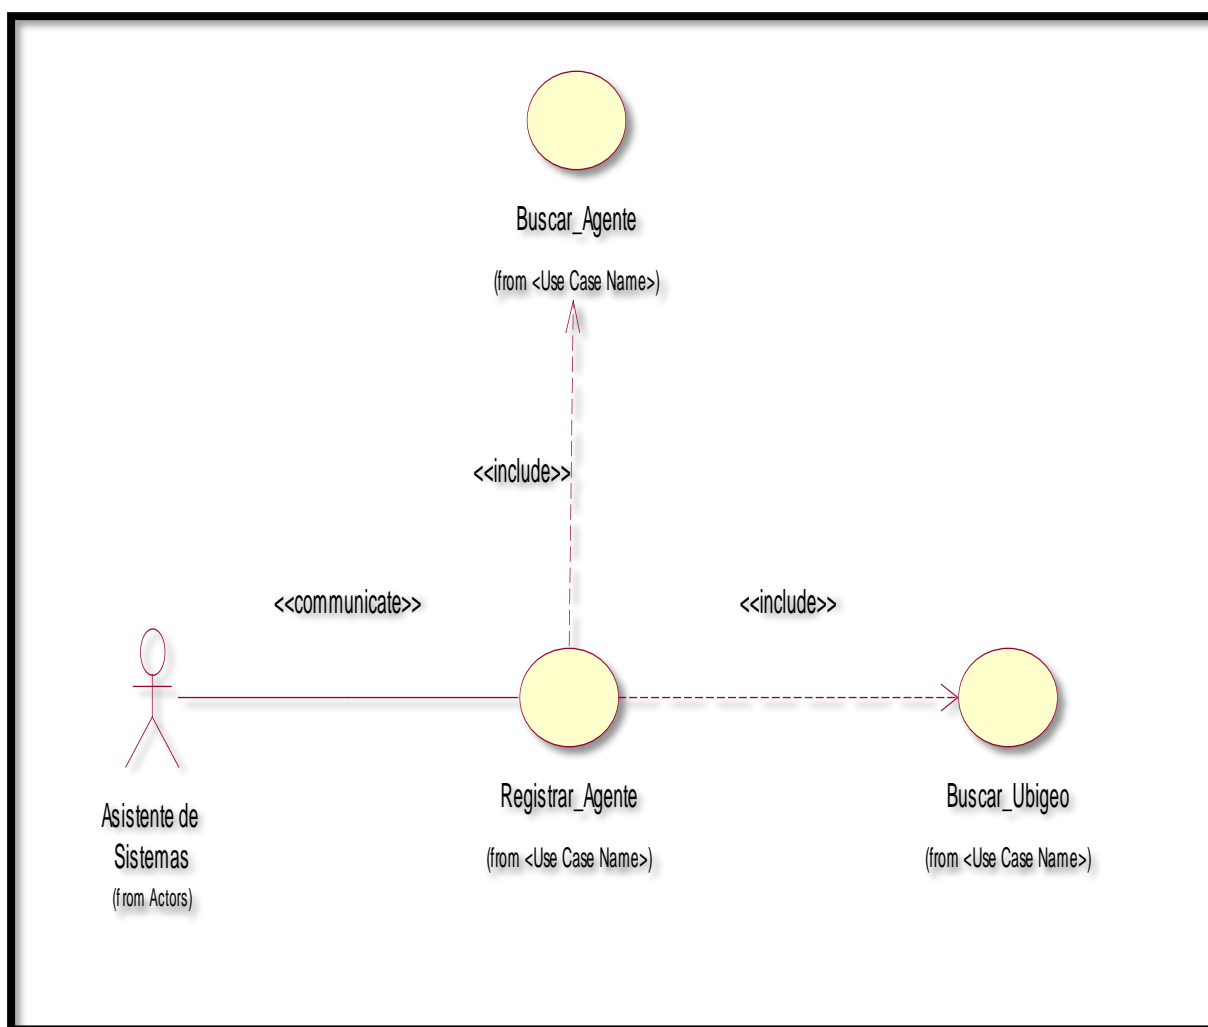 Buscar_Agente
(from <Use Case Name>)
<<include>>
<<communicate>>
<<include>>
Asistente de
Sistemas
(from Actors)
Registrar_Agente
(from <Use Case Name>)
Buscar_Ubigeo
(from <Use Case Name>)